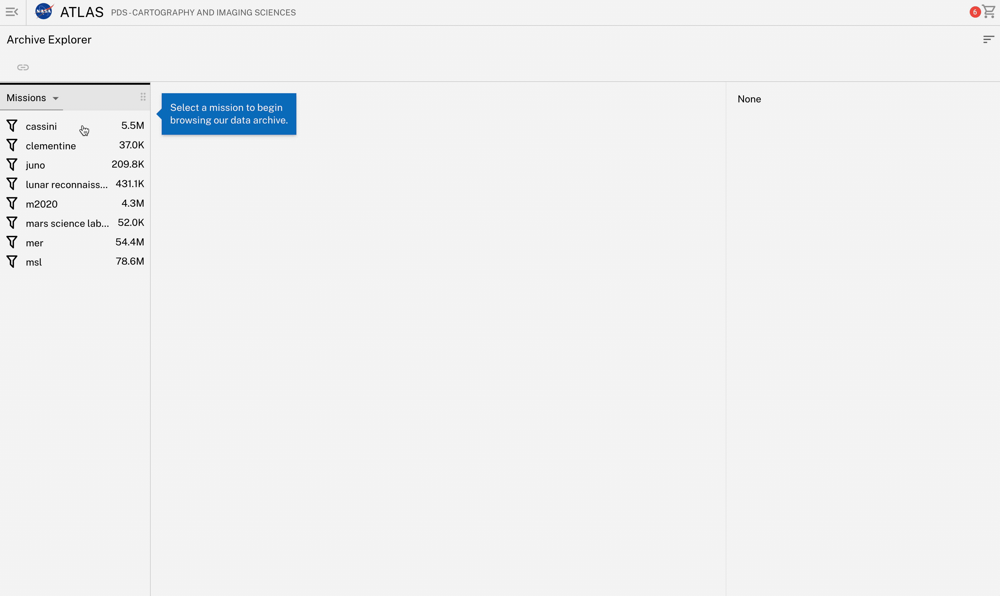 NASA
ATLAS PDS - CARTOGRAPHY AND IMAGING SCIENCES
6
Archive Explorer
Missions
Select a mission to begin
browsing our data archive.
None
cassini 5.5M
clementine 37.0K
juno 209.8K
lunar reconnaiss... 431.1K
m2020 4.3M
mars science lab... 52.0K
mer 54.4M
msl 78.6M